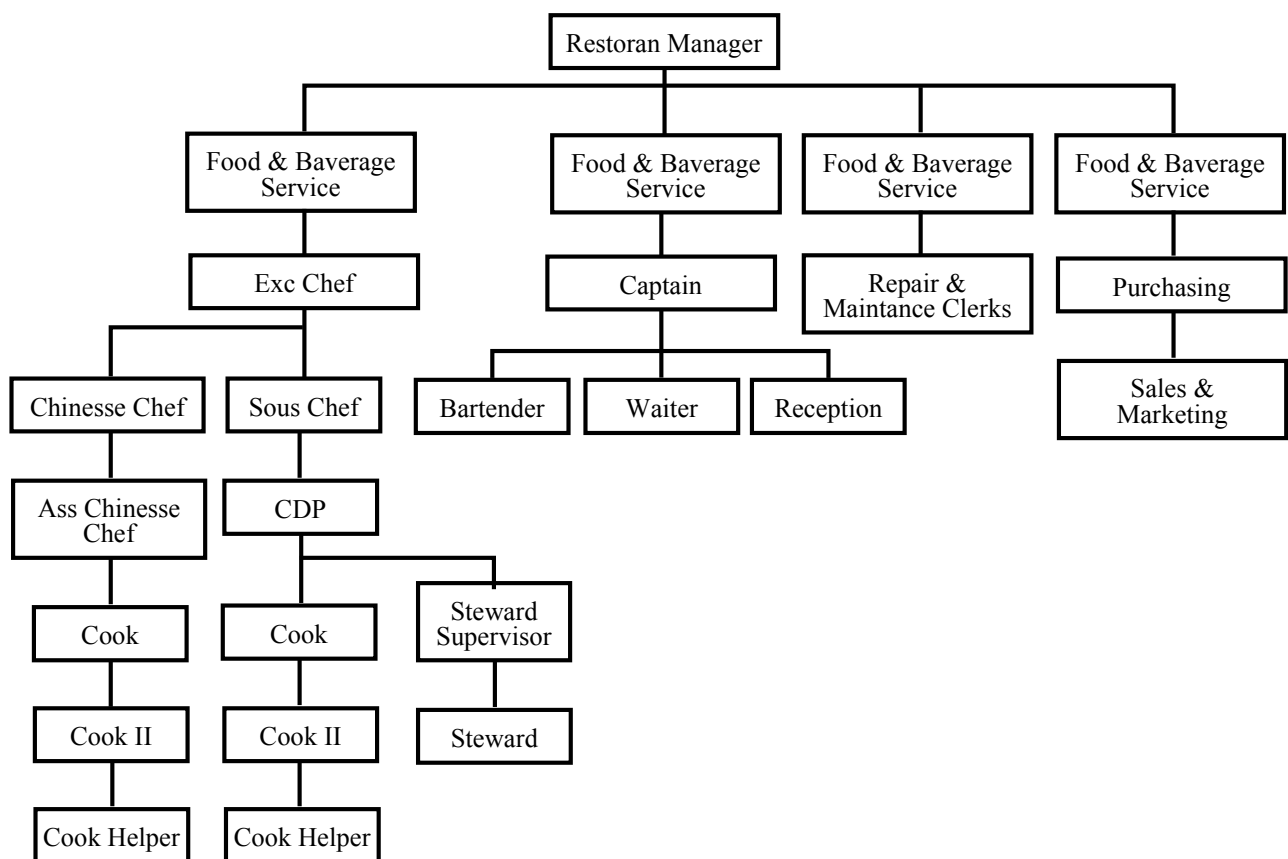 Restoran Manager
Food & Baverage
Service
Food & Baverage
Service
Food & Baverage
Service
Food & Baverage
Service
Exc Chef
Captain
Repair &
Maintance Clerks
Purchasing
Chinesse Chef
Sous Chef
Bartender
Waiter
Reception
Sales &
Marketing
Ass Chinesse
Chef
CDP
Cook
Cook
Steward
Supervisor
Cook II
Cook II
Steward
Cook Helper
Cook Helper